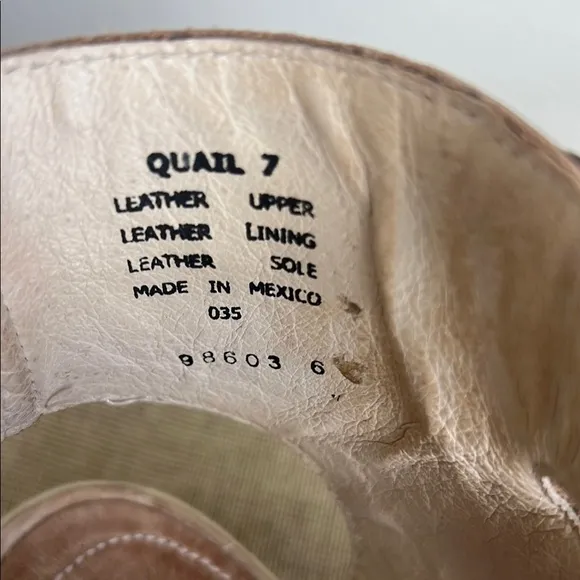 QUAIL 7
LEATHER UPPER
LEATHER LINING
LEATHER SOLE
MADE IN MEXICO
035
98603 6